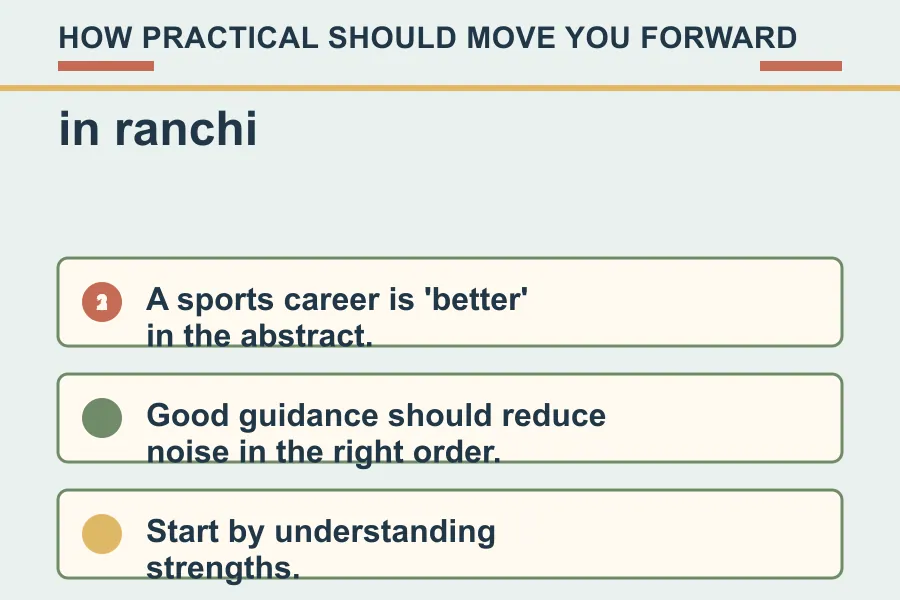 HOW PRACTICAL SHOULD MOVE YOU FORWARD
in ranchi
A sports career is 'better'
in the abstract.
Good guidance should reduce
noise in the right order.
Start by understanding
strengths.